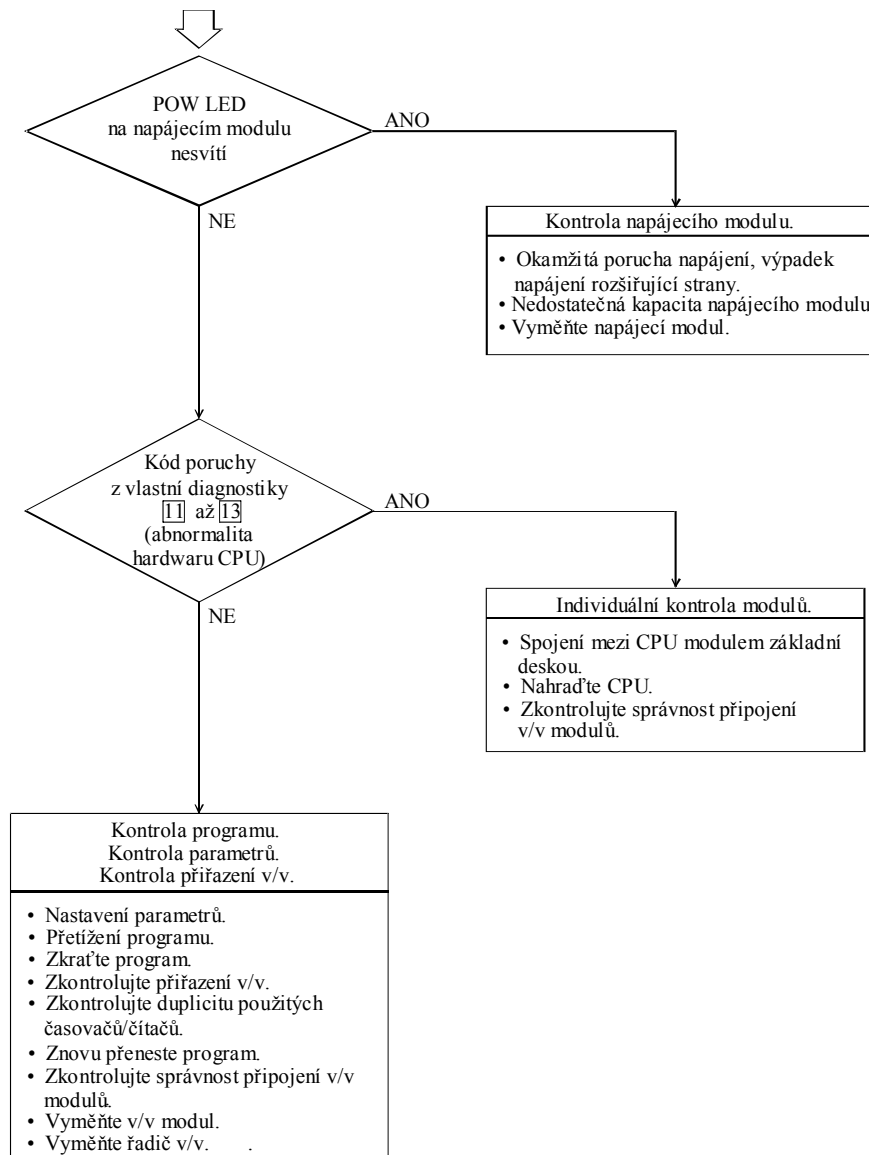 POW LED
na napájecím modulu
nesvítí
ANO
NE
Kontrola napájecího modulu.
• Okamžitá porucha napájení, výpadek
napájení rozšiřující strany.
• Nedostatečná kapacita napájecího modulu
• Vyměňte napájecí modul.
Kód poruchy
z vlastní diagnostiky
11 až 13
(abnormalita
hardwaru CPU)
ANO
NE
Individuální kontrola modulů.
• Spojení mezi CPU modulem základní
deskou.
• Nahraďte CPU.
• Zkontrolujte správnost připojení
v/v modulů.
Kontrola programu.
Kontrola parametrů.
Kontrola přiřazení v/v.
• Nastavení parametrů.
• Přetížení programu.
• Zkraťte program.
• Zkontrolujte přiřazení v/v.
• Zkontrolujte duplicitu použitých
časovačů/čítačů.
• Znovu přeneste program.
• Zkontrolujte správnost připojení v/v
modulů.
• Vyměňte v/v modul.
• Vyměňte řadič v/v. .